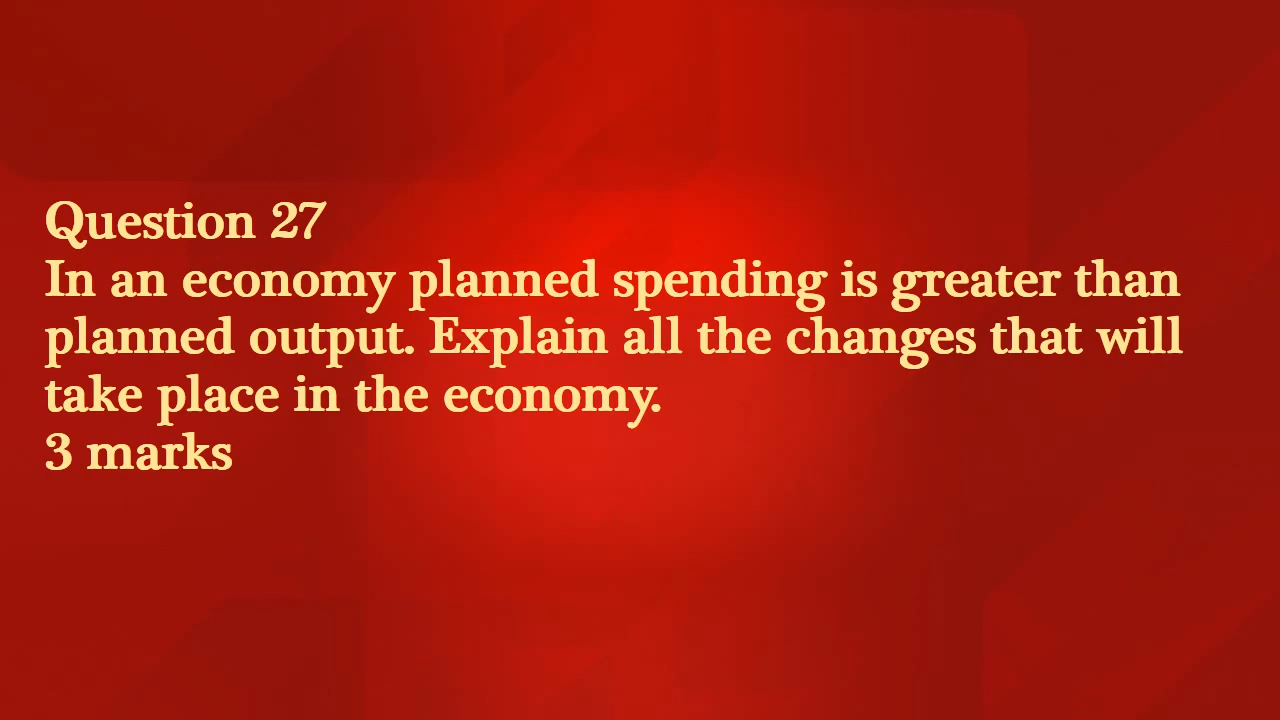 Question 27
In an economy planned spending is greater than
planned output. Explain all the changes that will
take place in the economy.
3 marks